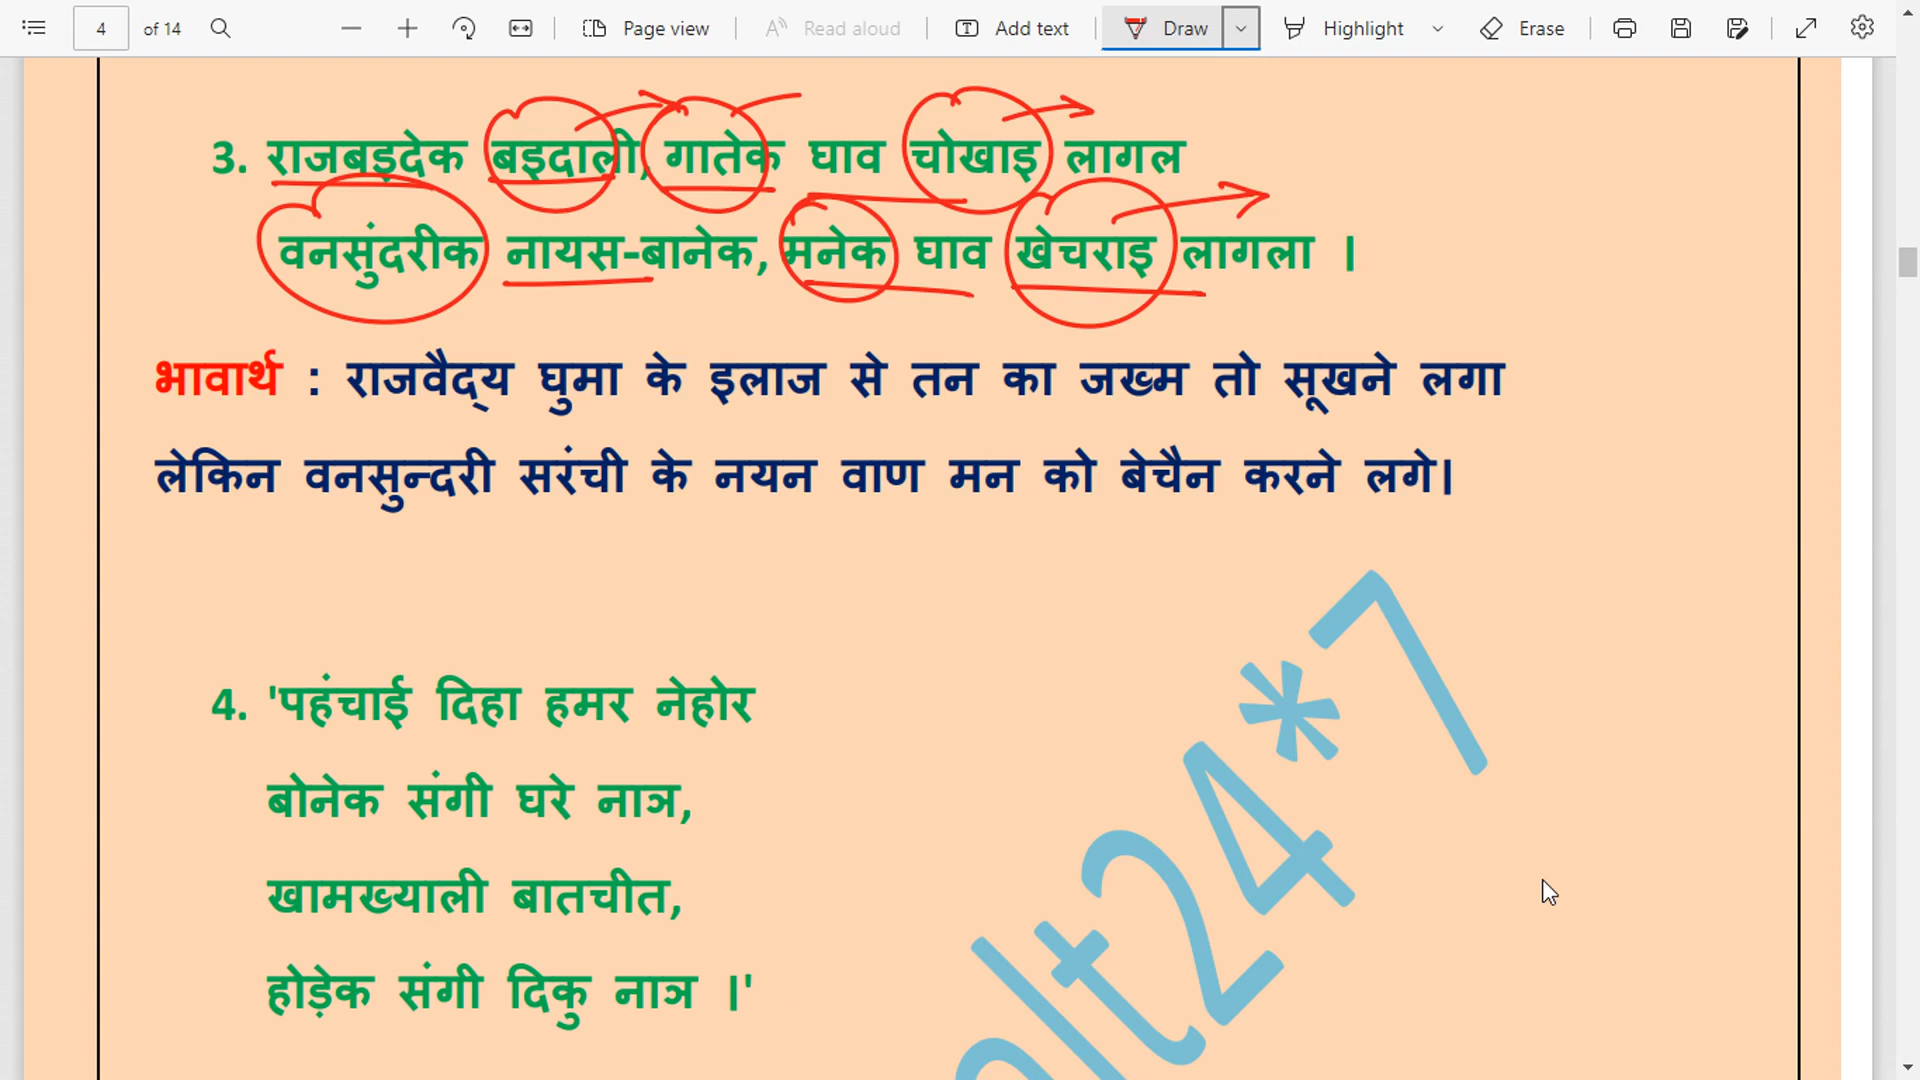 4 of 14 Page view Read aloud Add text Draw Highlight Erase
3. राजबइदेक बइदाली, गातेक घाव चोखाइ लागल
वनसुंदरीक नायस-बानेक, मनेक घाव खेचराइ लागला ।
भावार्थ : राजवैद्य घुमा के इलाज से तन का जख्म तो सूखने लगा
लेकिन वनसुन्दरी सरंची के नयन वाण मन को बेचैन करने लगे।
4. 'पहंचाई दिहा हमर नेहोर
बोनेक संगी घरे नाञ,
खामख्याली बातचीत,
होड़ेक संगी दिकु नाञ ।'
lt24*7